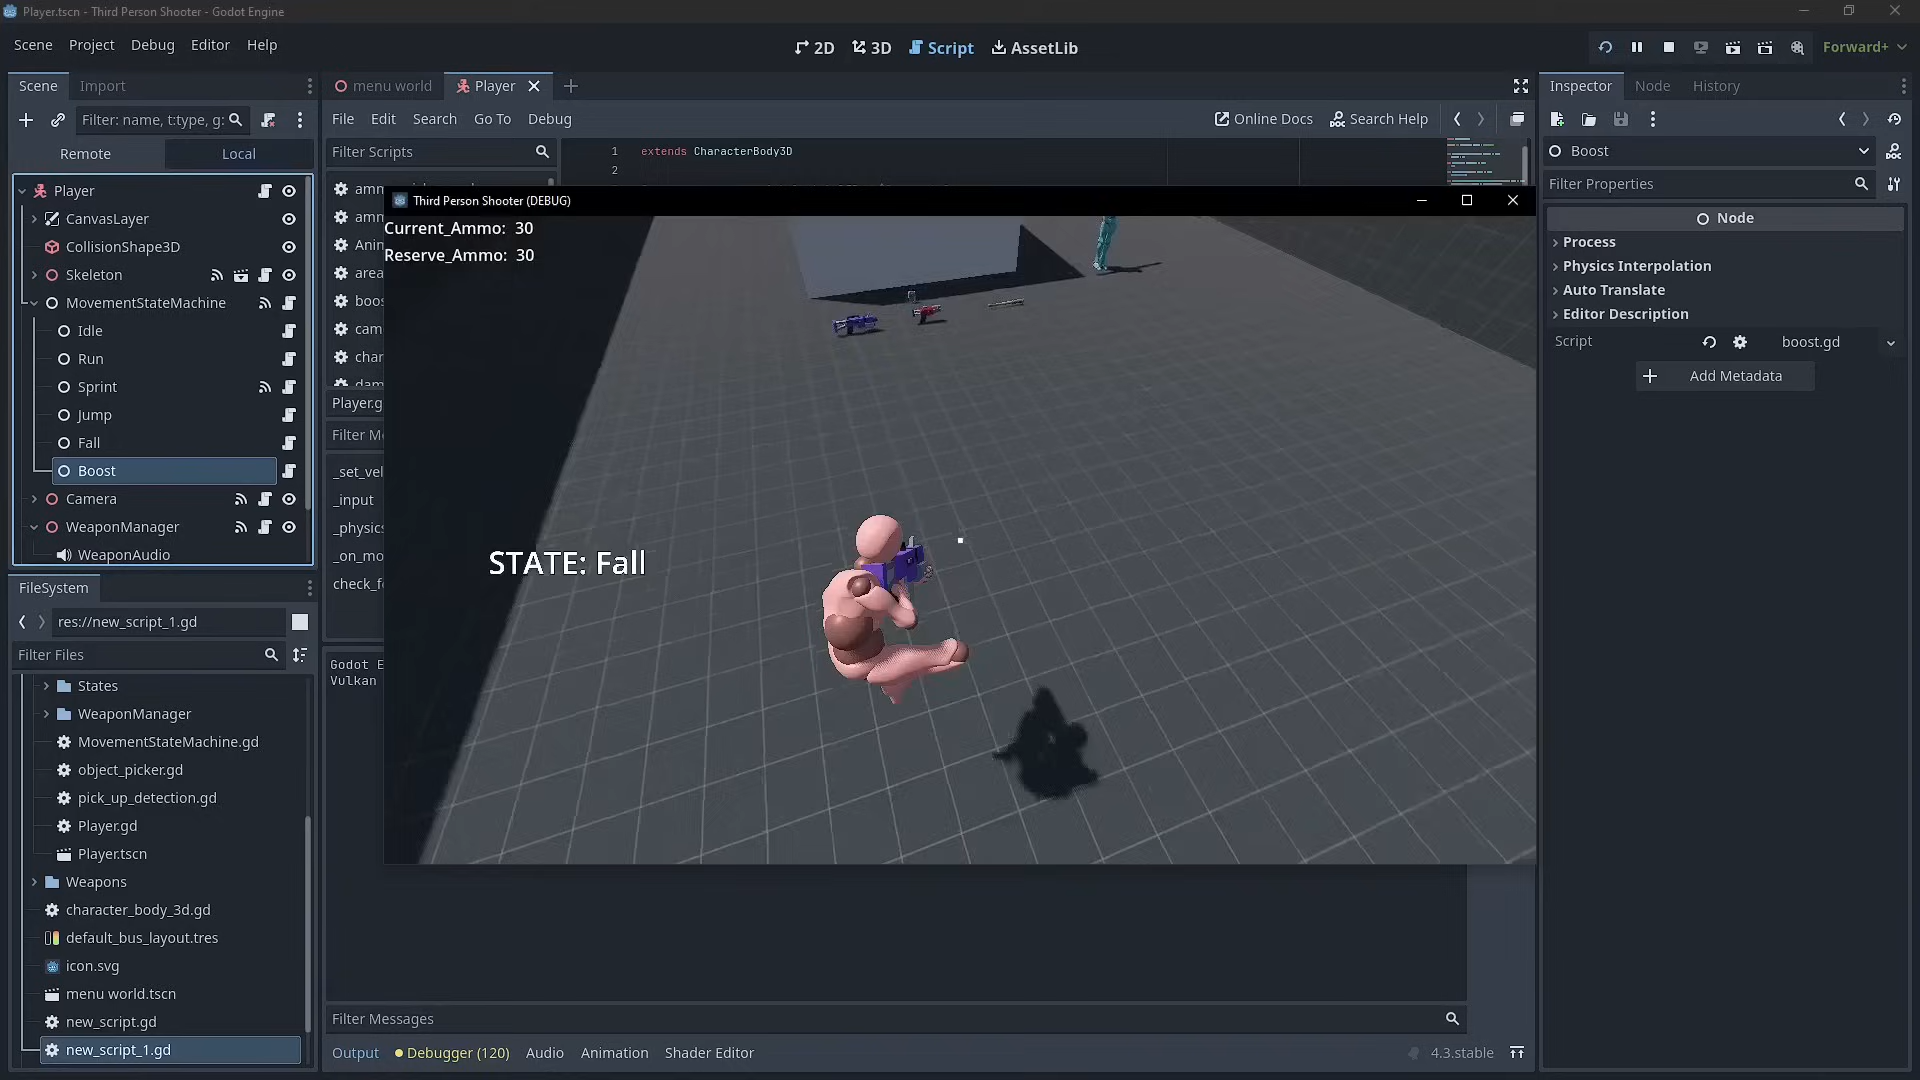 Player.tscn - Third Person Shooter - Godot Engine
Scene Project Debug Editor Help
2D 3D Script AssetLib
Forward+
Scene Import
Filter: name, t:type, g:
Remote Local
Player
CanvasLayer
CollisionShape3D
Skeleton
MovementStateMachine
Idle
Run
Sprint
Jump
Fall
Boost
Camera
WeaponManager
WeaponAudio
FileSystem
res://new_script_1.gd
Filter Files
States
WeaponManager
MovementStateMachine.gd
object_picker.gd
pick_up_detection.gd
Player.gd
Player.tscn
Weapons
character_body_3d.gd
default_bus_layout.tres
icon.svg
menu world.tscn
new_script.gd
new_script_1.gd
menu world Player
File Edit Search Go To Debug
Online Docs Search Help
Filter Scripts
1 extends CharacterBody3D
2
Third Person Shooter (DEBUG)
Current_Ammo: 30
Reserve_Ammo: 30
STATE: Fall
Player.g
_set_vel
_input
_physics
_on_mo
check_f
Godot E
Vulkan
Filter Messages
Output Debugger (120) Audio Animation Shader Editor
4.3.stable
Inspector Node History
Boost
Filter Properties
Node
Process
Physics Interpolation
Auto Translate
Editor Description
Script boost.gd
Add Metadata